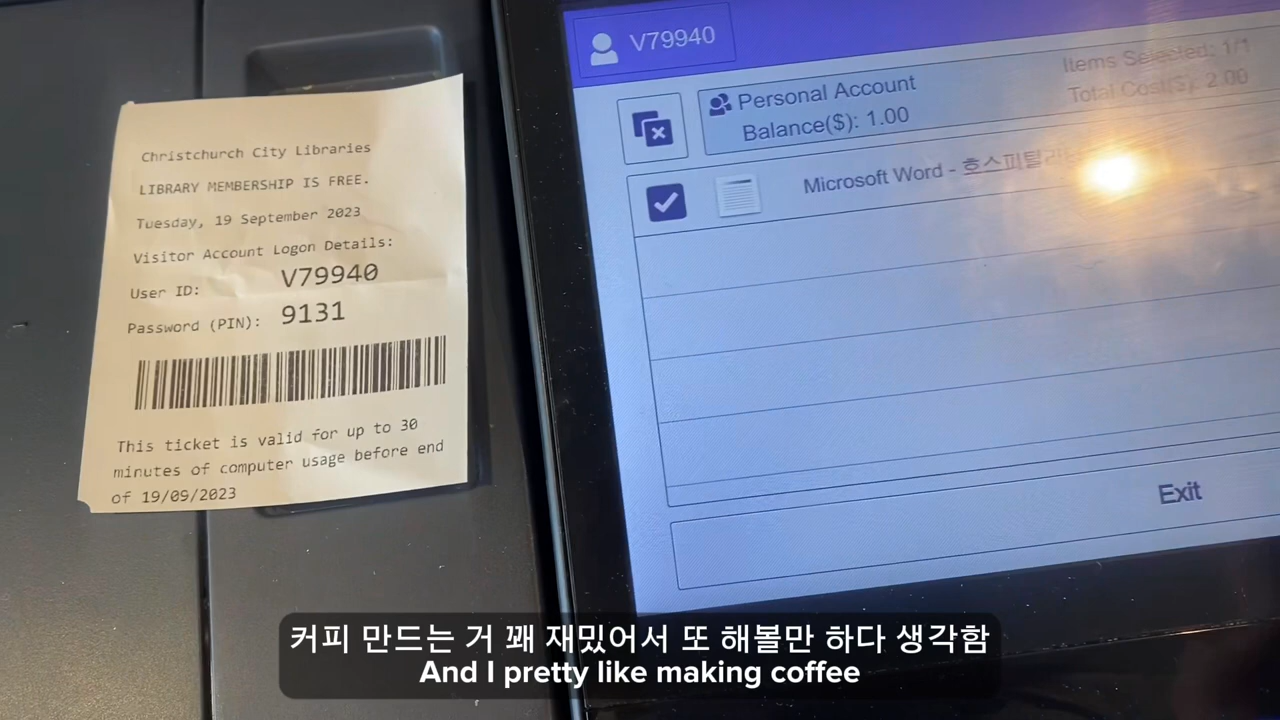 Christchurch City Libraries
LIBRARY MEMBERSHIP IS FREE.
Tuesday, 19 September 2023
Visitor Account Logon Details:
User ID: V79940
Password (PIN): 9131
This ticket is valid for up to 30
minutes of computer usage before end
of 19/09/2023
V79940
Personal Account
Balance($): 1.00
Items Selected: 1/1
Total Cost($): 2.00
Microsoft Word - 호스피탈
Exit
커피 만드는 거 꽤 재밌어서 또 해볼만 하다 생각함
And I pretty like making coffee